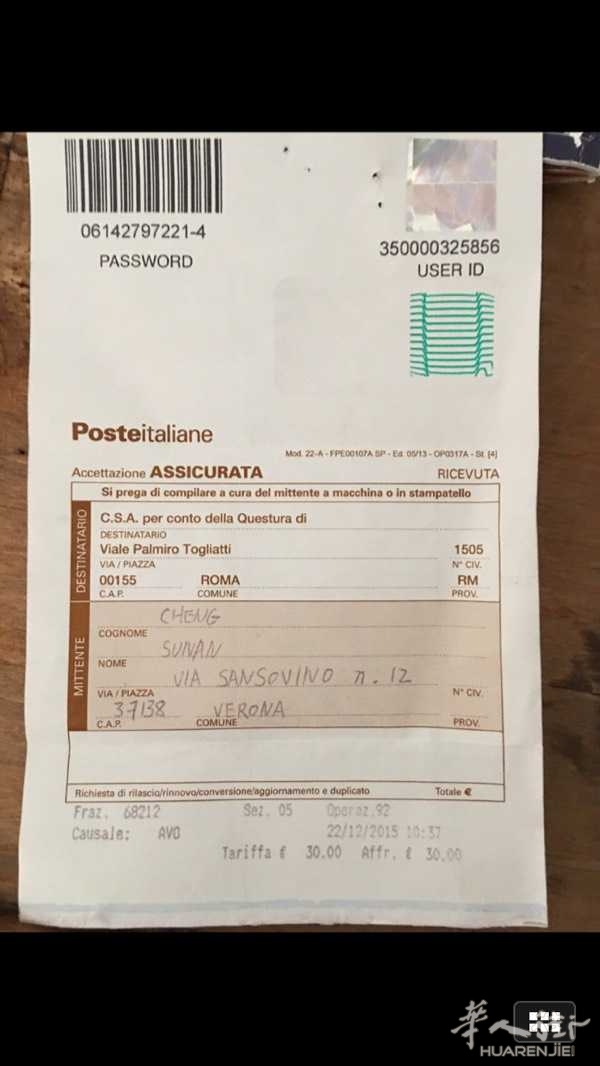 06142797221-4
PASSWORD
350000325856
USER ID
Posteitaliane
Mod. 22-A - FPE00107A SP - Ed. 05/13 - OP0317A - St. [4]
Accettazione ASSICURATA RICEVUTA
Si prega di compilare a cura del mittente a macchina o in stampatello
DESTINATARIO
C.S.A. per conto della Questura di
DESTINATARIO
Viale Palmiro Togliatti 1505
VIA / PIAZZA N° CIV.
00155 ROMA RM
C.A.P. COMUNE PROV.
MITTENTE
CHENG
COGNOME
SUNAN
NOME
VIA SANSOVINO n. 12
VIA / PIAZZA N° CIV.
37138 VERONA
C.A.P. COMUNE PROV.
Richiesta di rilascio/rinnovo/conversione/aggiornamento e duplicato Totale €
Fraz. 68212 Sez. 05 Operaz.92
Causale: AVG 22/12/2015 10:37
Tariffa € 30.00 Affr. € 30.00
华人街
HUARENJIE